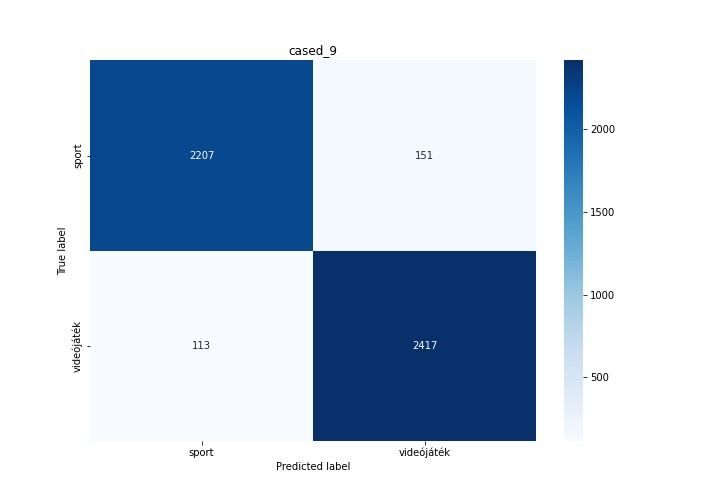 cased_9
sport
2207
151
True label
videójáték
113
2417
sport
videójáték
Predicted label
2000
1500
1000
500